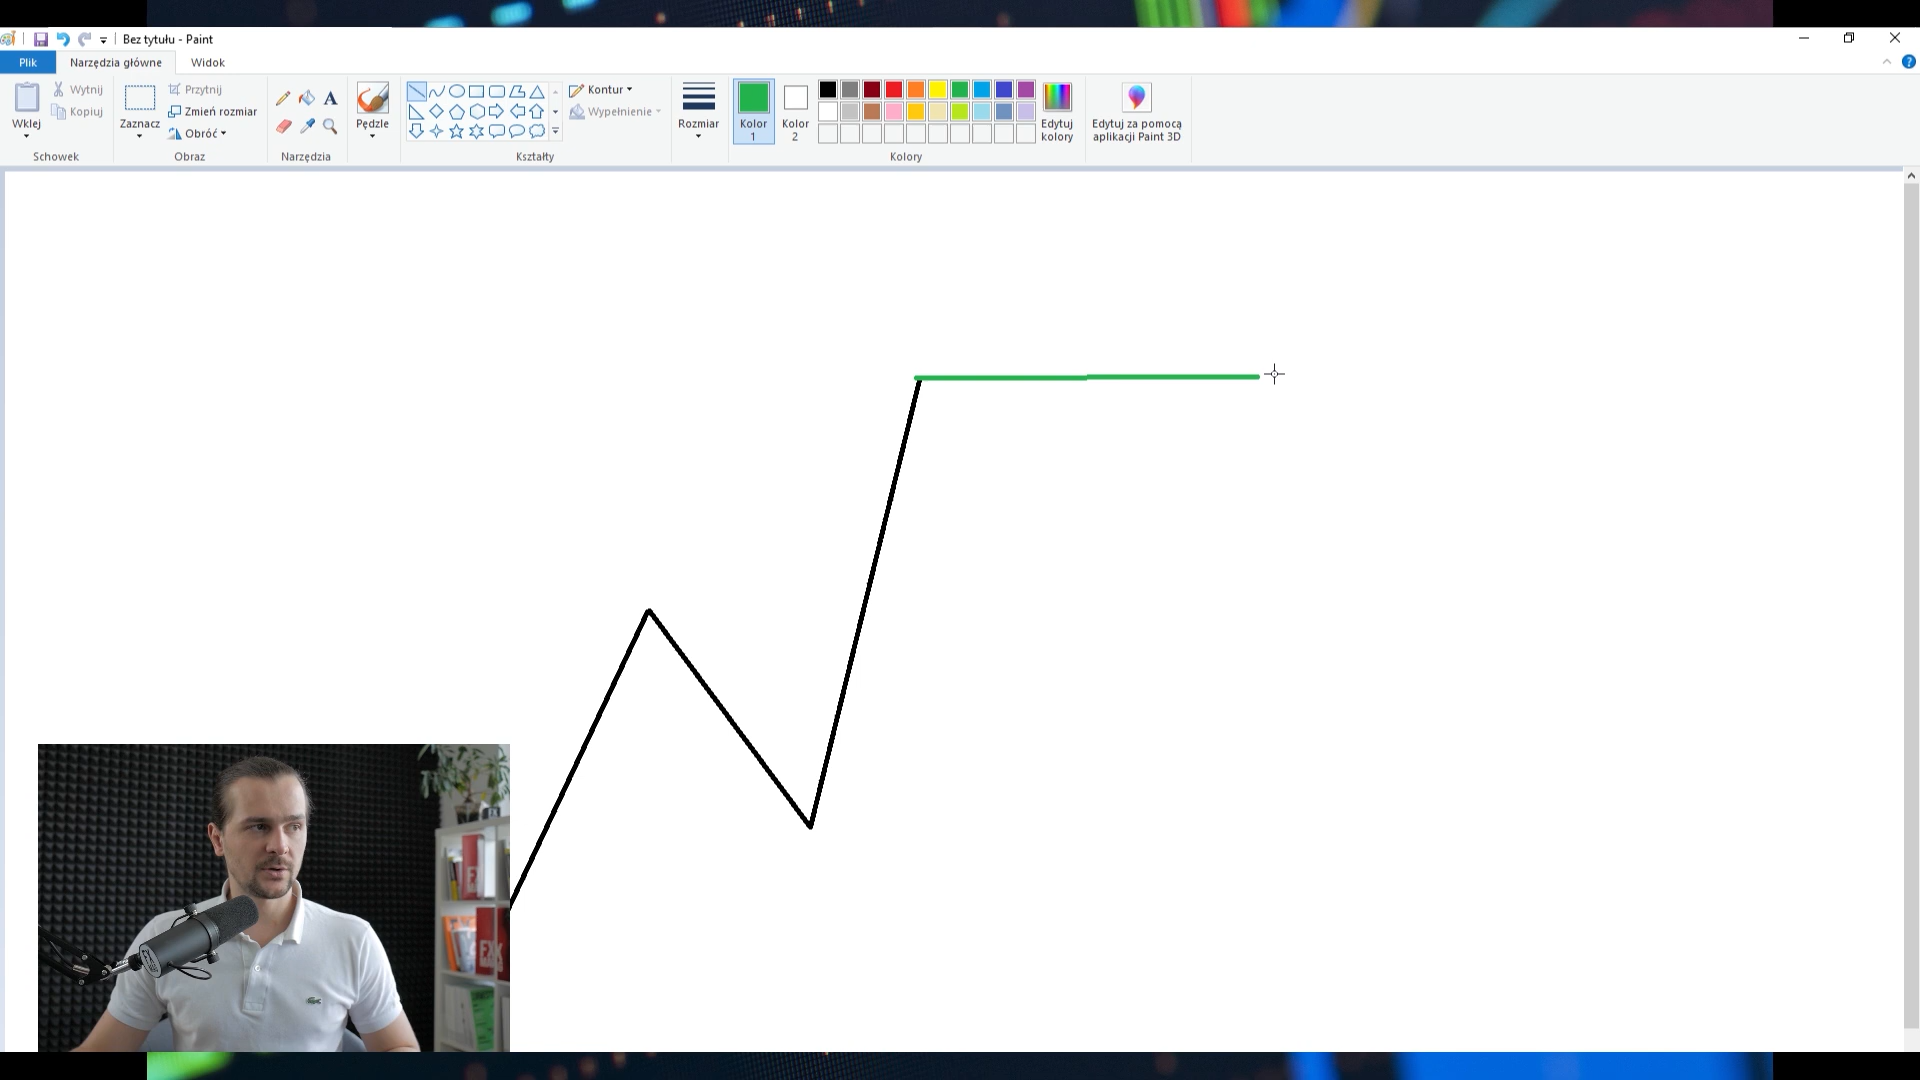 Bez tytułu - Paint
Plik
Narzędzia główne
Widok
Wklej
Wytnij
Kopiuj
Schowek
Zaznacz
Przytnij
Zmień rozmiar
Obróć
Obraz
A
Narzędzia
Pędzle
Kontur
Wypełnienie
Kształty
Rozmiar
Kolor
1
Kolor
2
Edytuj
kolory
Kolory
Edytuj za pomocą
aplikacji Paint 3D
?